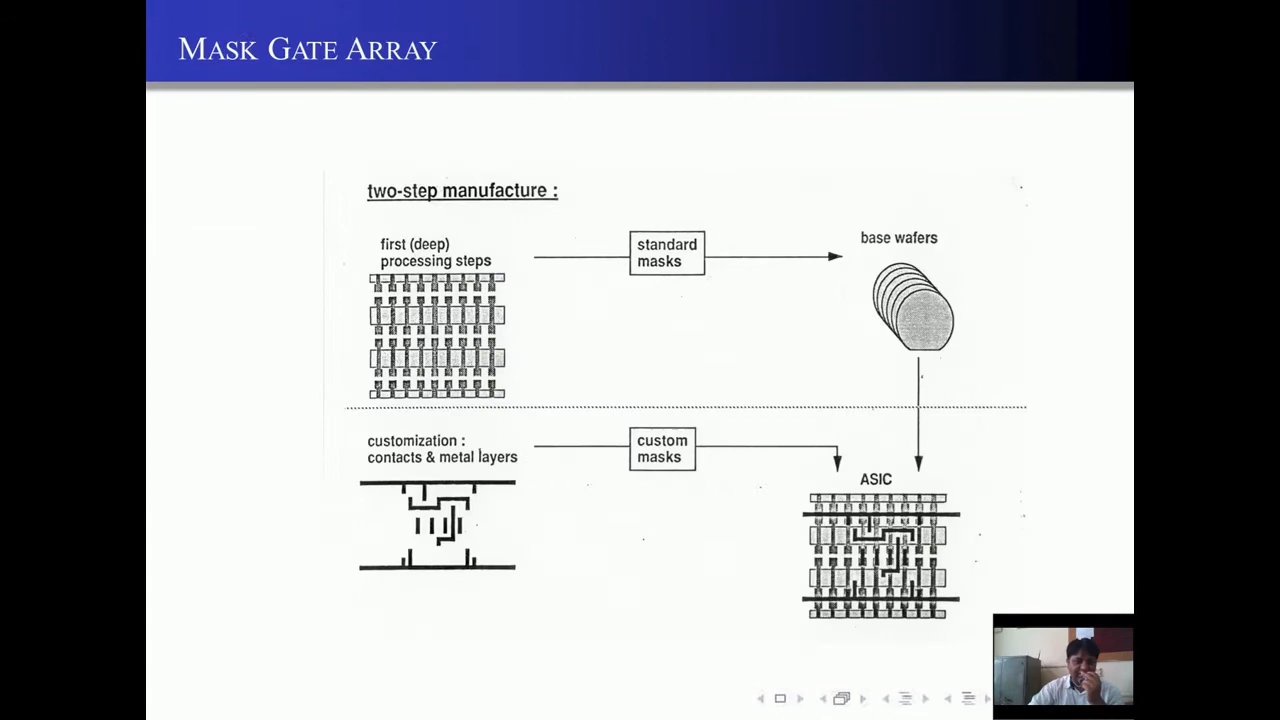 MASK GATE ARRAY
two-step manufacture :
first (deep)
processing steps
standard
masks
base wafers
customization :
contacts & metal layers
custom
masks
ASIC